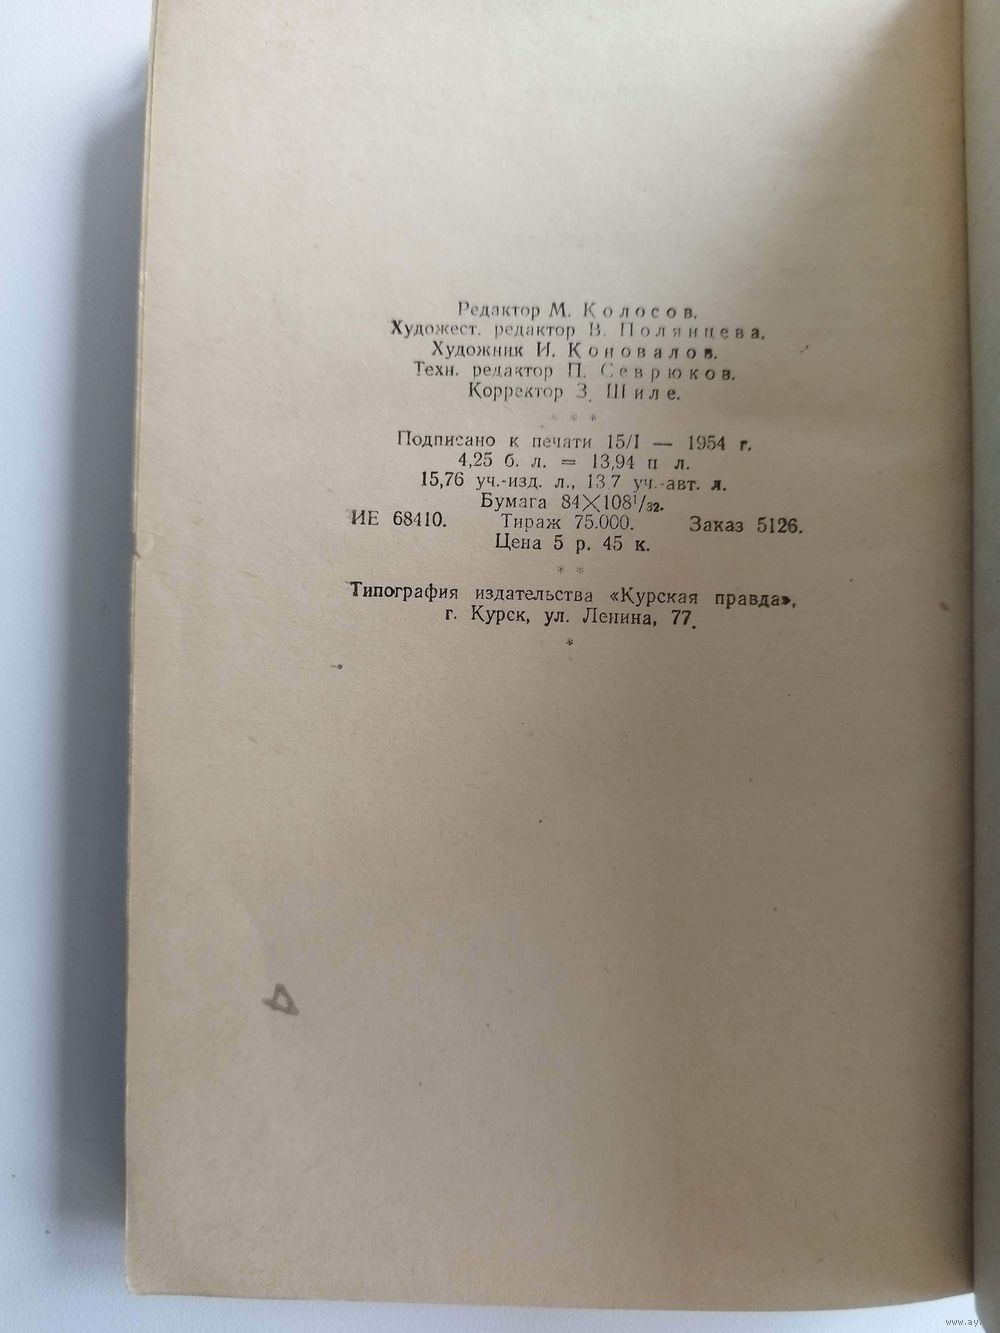 Редактор М. Колосов.
Художест. редактор В. Полянцева.
Художник И. Коновалов.
Техн. редактор П. Севрюков.
Корректор З. Шиле.
* * *
Подписано к печати 15/I — 1954 г.
4,25 б. л. = 13,94 п л.
15,76 уч.-изд. л., 13 7 уч.-авт. л.
Бумага 84×108¹/₃₂.
ИЕ 68410. Тираж 75.000. Заказ 5126.
Цена 5 р. 45 к.
* *
Типография издательства «Курская правда»,
г. Курск, ул. Ленина, 77.
*